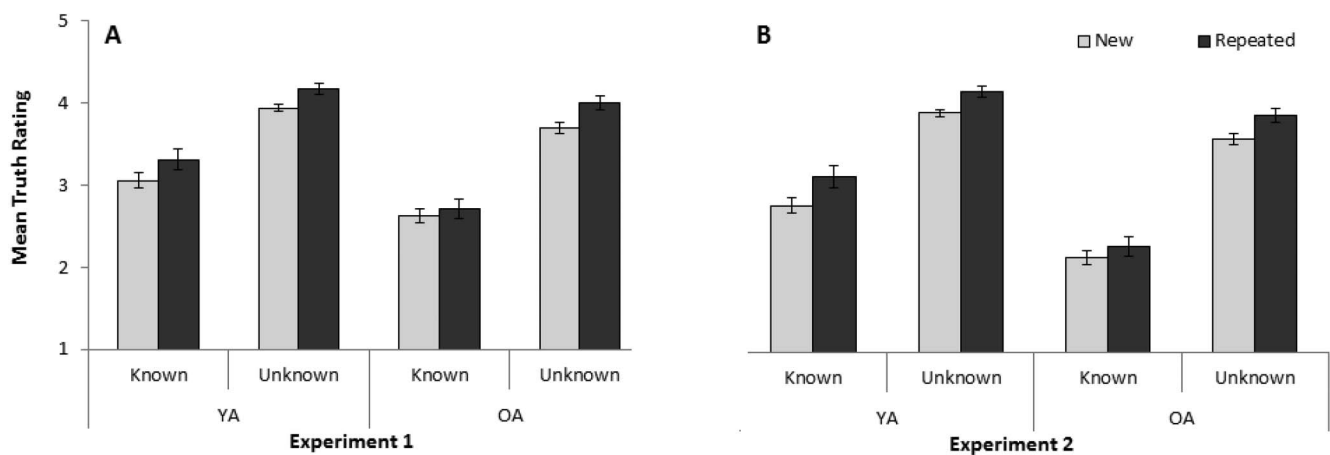 A
B
New
Repeated
Mean Truth Rating
5
4
3
2
1
Known
Unknown
Known
Unknown
YA
OA
Experiment 1
Known
Unknown
Known
Unknown
YA
OA
Experiment 2